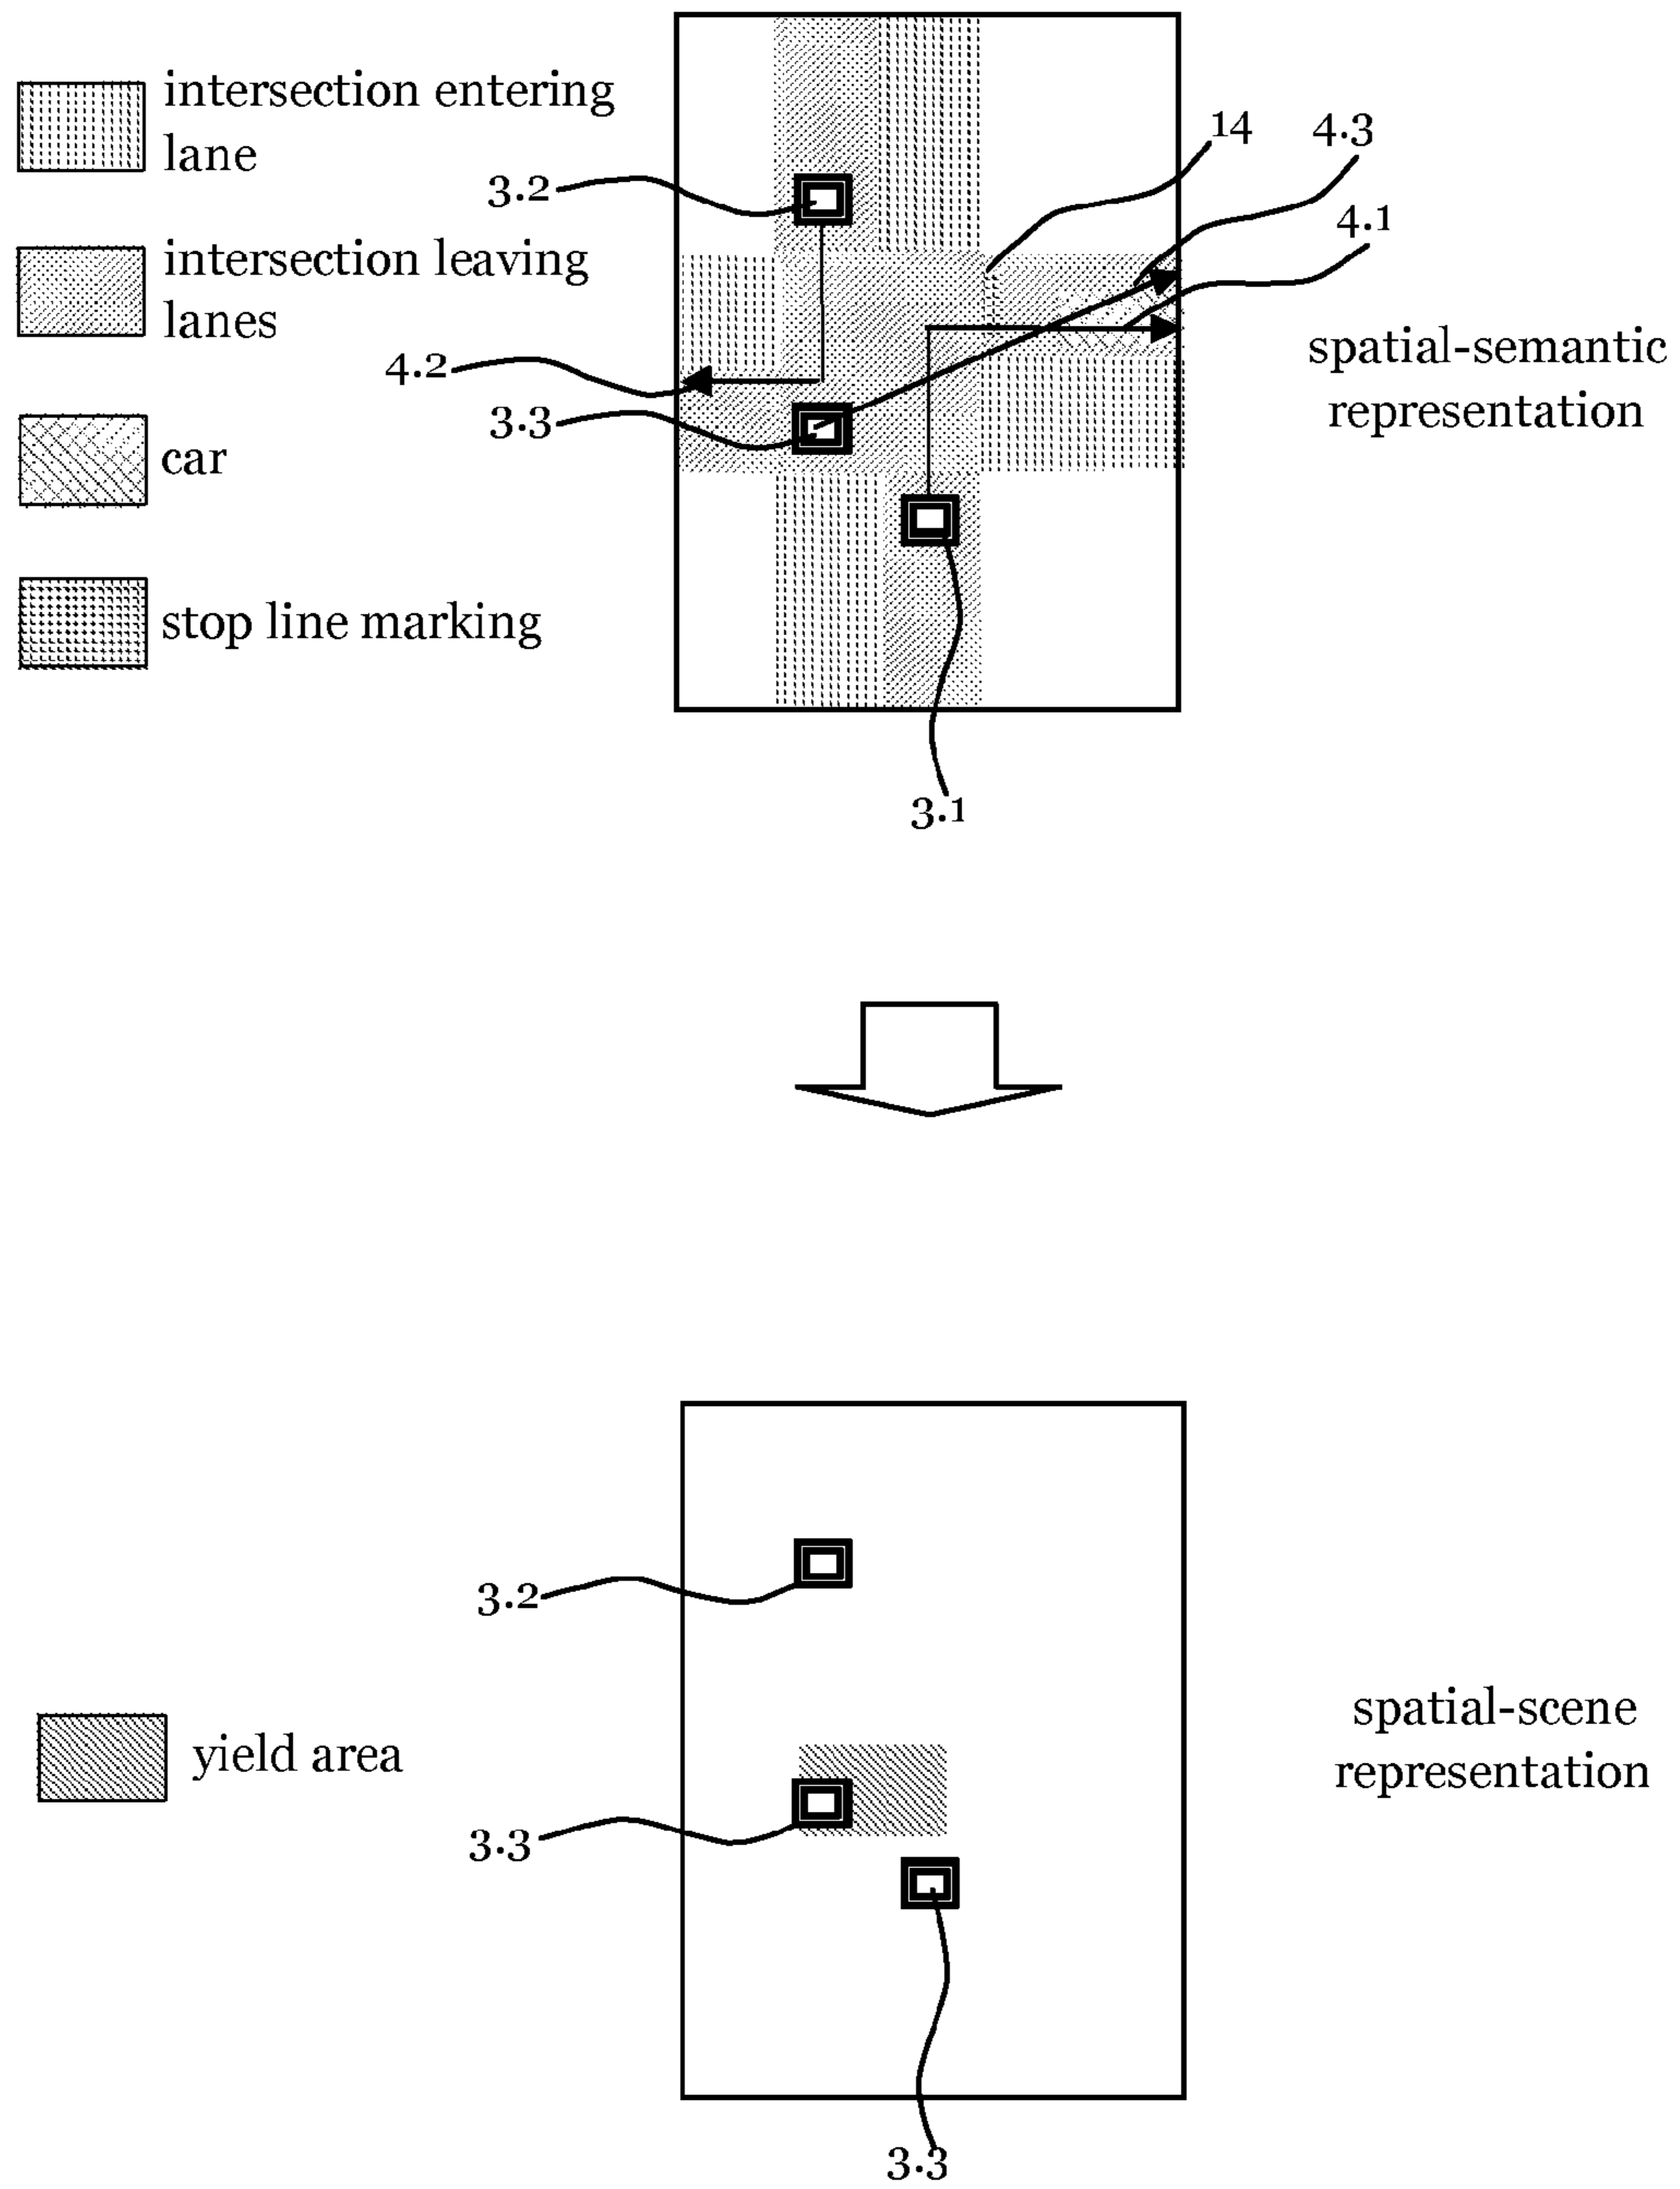 intersection entering
lane
intersection leaving
lanes
car
stop line marking
3.2
14
4.3
4.1
4.2
3.3
3.1
spatial-semantic
representation
3.2
yield area
3.3
3.3
spatial-scene
representation